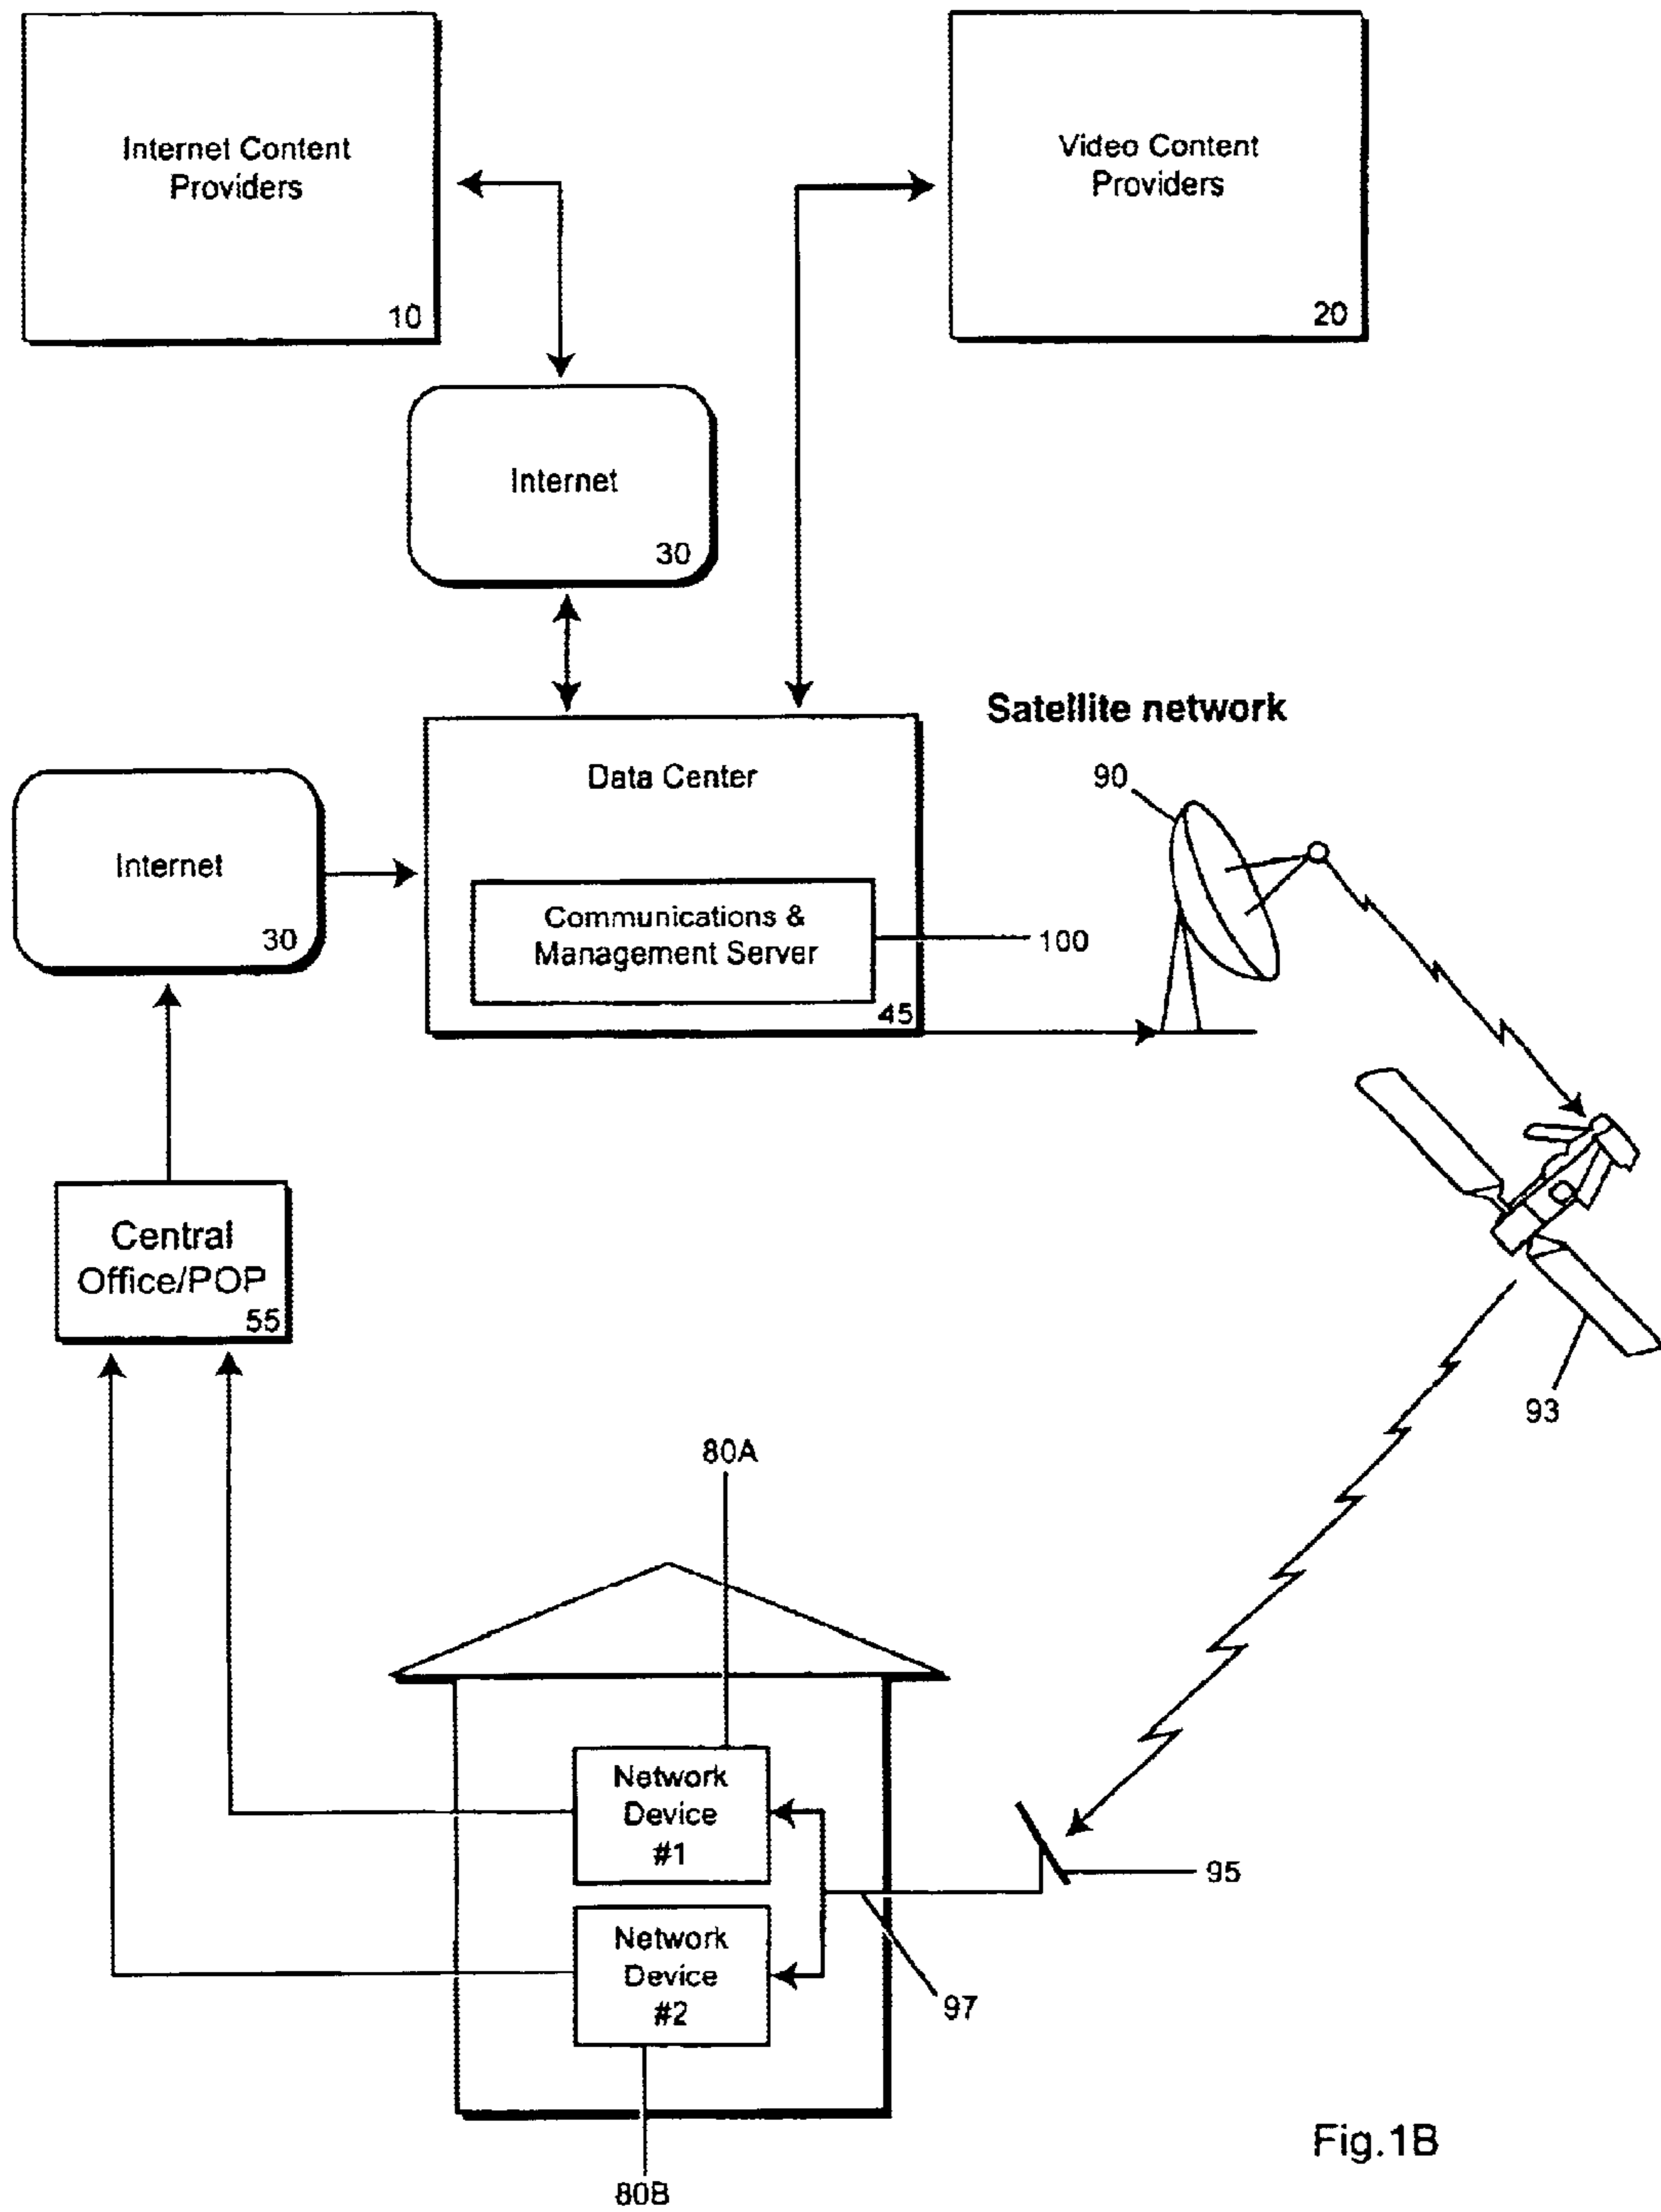 Internet Content
Providers
10
Video Content
Providers
20
Internet
30
Satellite network
Data Center
90
Internet
30
Communications &
Management Server
100
45
Central
Office/POP
55
93
80A
Network
Device
#1
95
Network
Device
#2
97
80B
Fig.1B